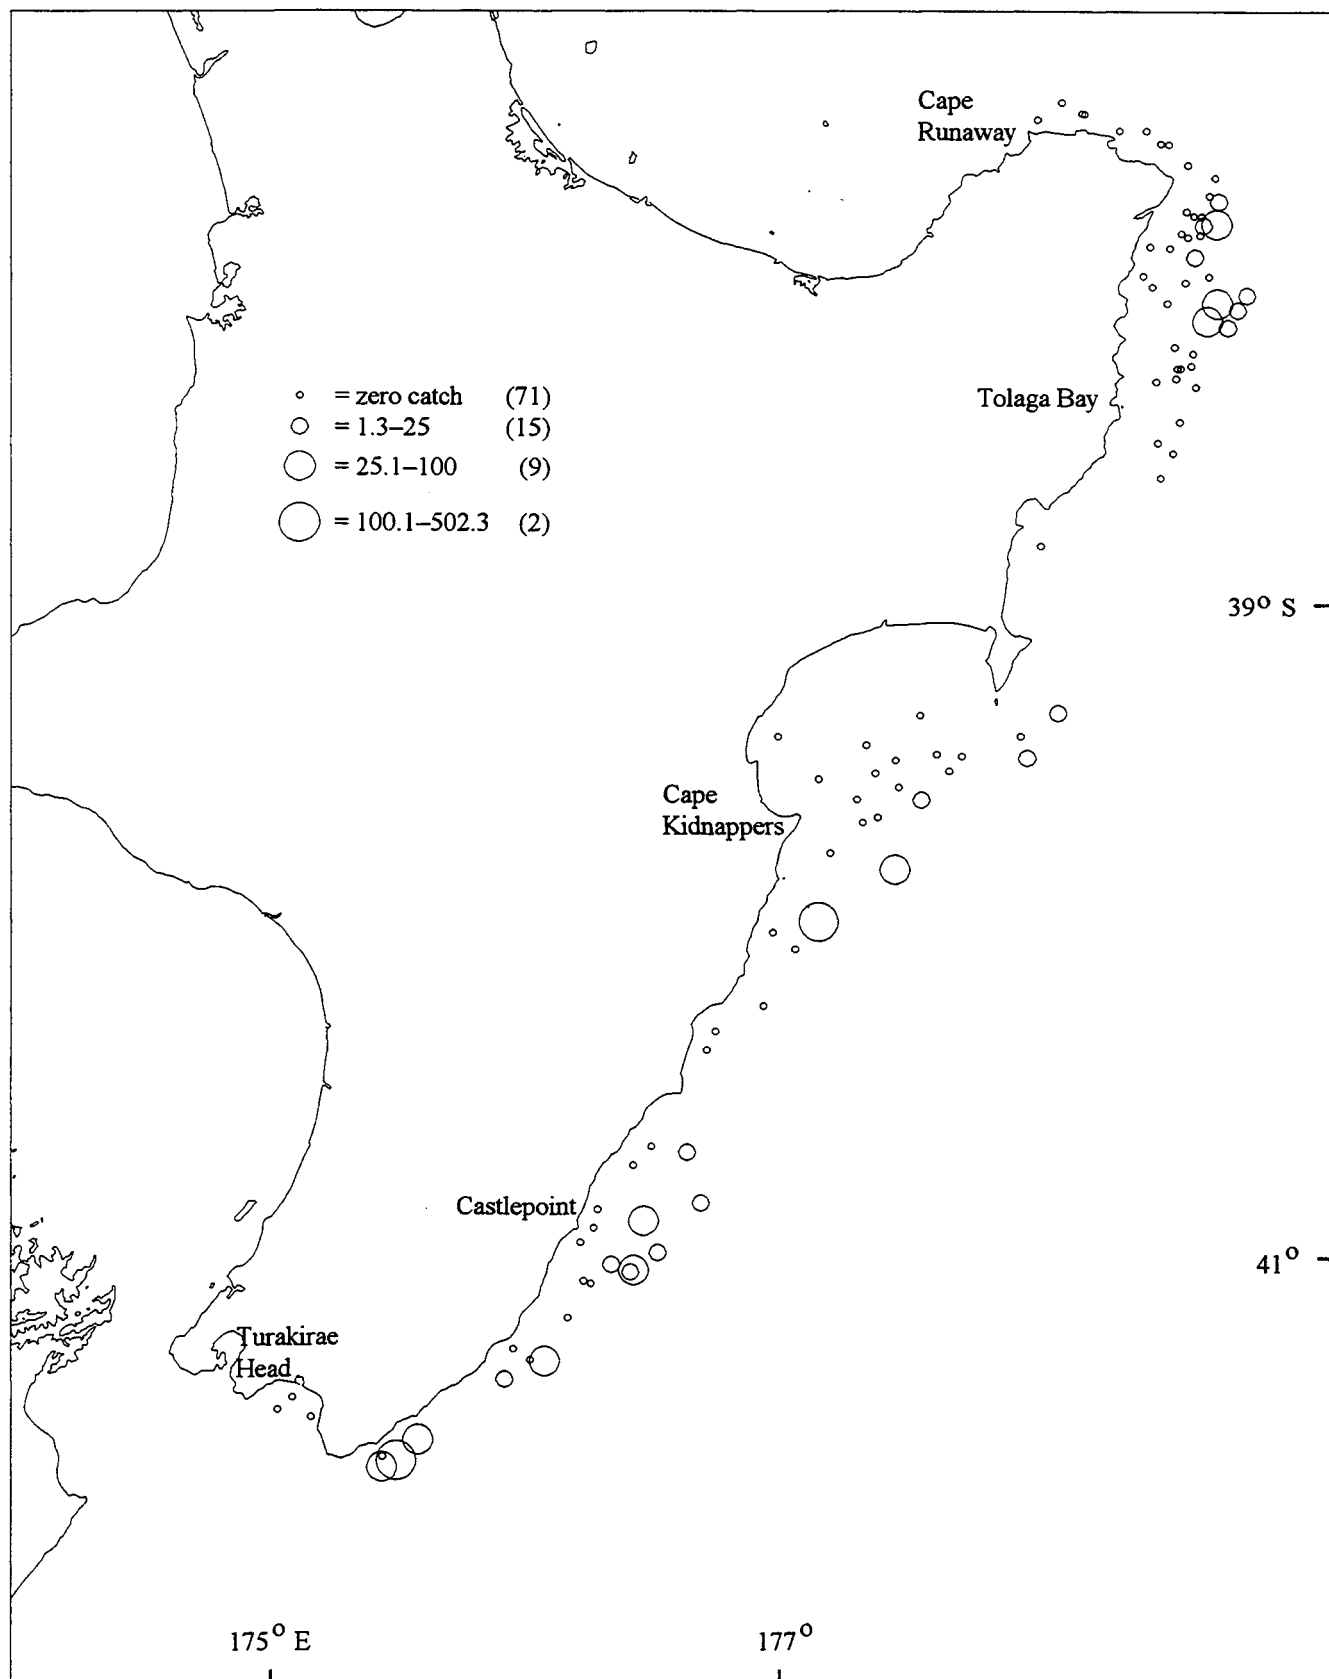 Cape
Runaway
= zero catch (71)
= 1.3–25 (15)
= 25.1–100 (9)
= 100.1–502.3 (2)
Tolaga Bay
39° S
Cape
Kidnappers
Castlepoint
41°
Turakirae
Head
175° E
177°